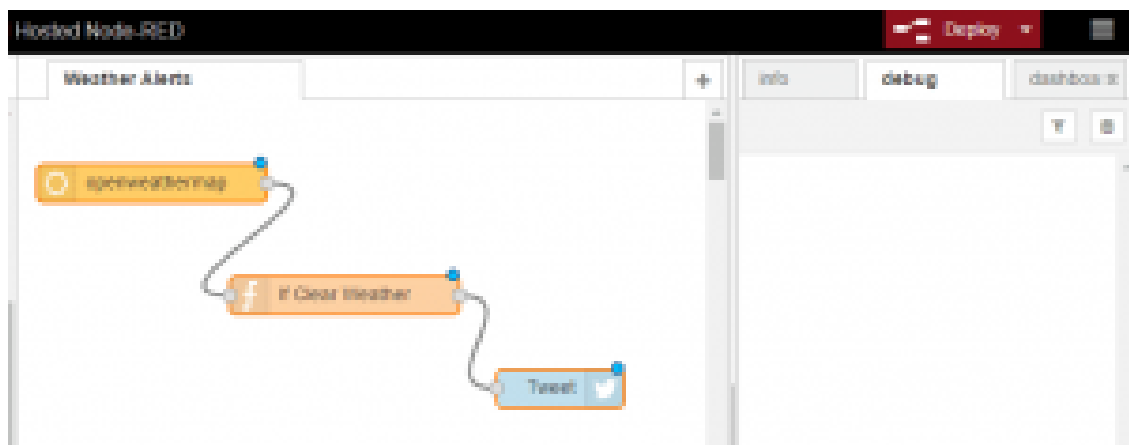 Hosted Node-RED
Deploy
Weather Alerts
+
info
debug
openweathermap
f If Clear Weather
Tweet